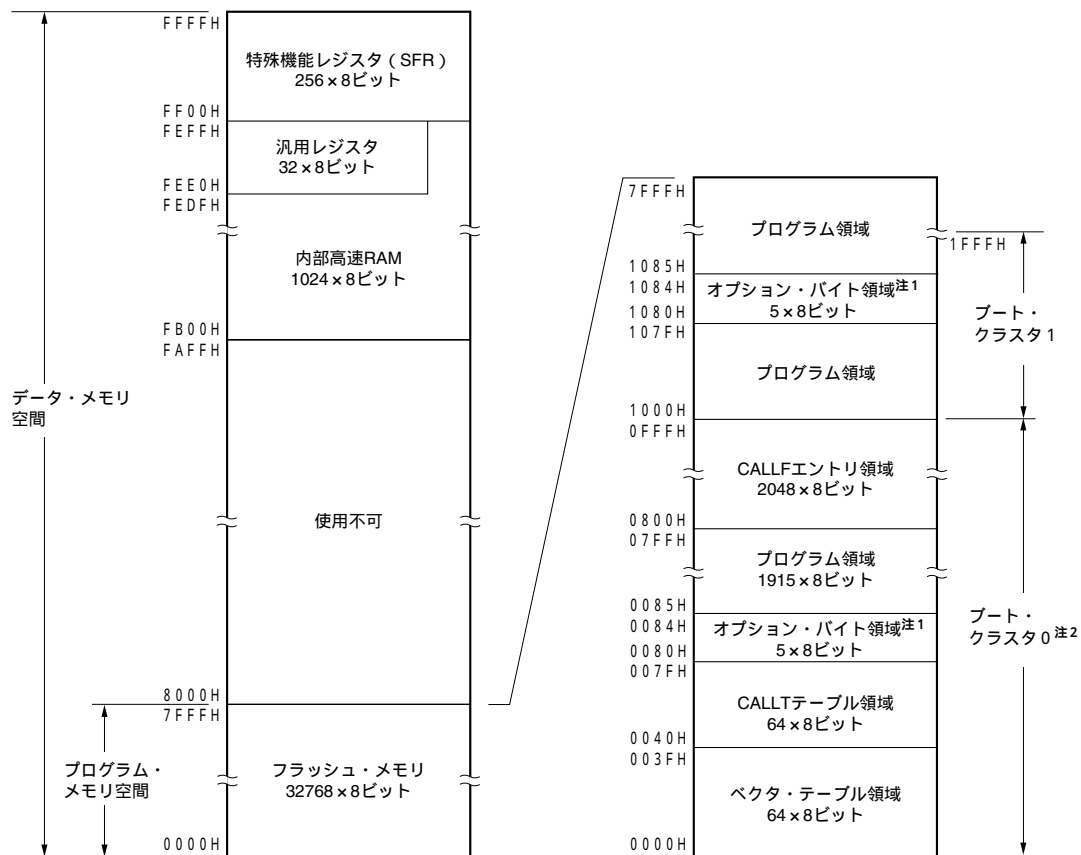 FFFFH
特殊機能レジスタ（SFR）
256×8ビット
FF00H
FEFFH
汎用レジスタ
32×8ビット
FEE0H
FEDFH
内部高速RAM
1024×8ビット
FB00H
FAFFH
データ・メモリ
空間
使用不可
8000H
7FFFH
プログラム・
メモリ空間
フラッシュ・メモリ
32768×8ビット
0000H
7FFFH
プログラム領域
1FFFH
1085H
1084H
オプション・バイト領域注1
5×8ビット
1080H
107FH
ブート・
クラスタ1
プログラム領域
1000H
0FFFH
CALLFエントリ領域
2048×8ビット
0800H
07FFH
プログラム領域
1915×8ビット
0085H
0084H
オプション・バイト領域注1
5×8ビット
0080H
007FH
ブート・
クラスタ0注2
CALLTテーブル領域
64×8ビット
0040H
003FH
ベクタ・テーブル領域
64×8ビット
0000H